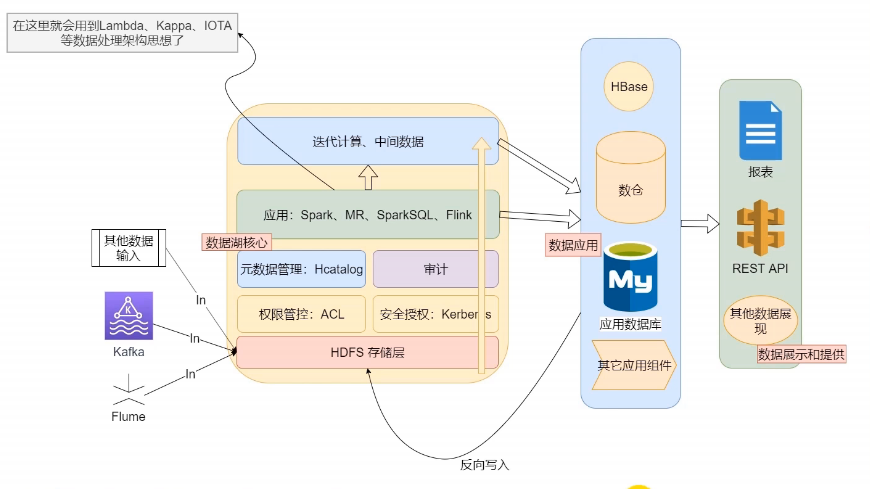 在这里就会用到Lambda、Kappa、IOTA
等数据处理架构思想了
迭代计算、中间数据
应用：Spark、MR、SparkSQL、Flink
数据湖核心
元数据管理：Hcatalog
审计
权限管控：ACL
安全授权：Kerberos
HDFS 存储层
其他数据
输入
In
Kafka
In
In
Flume
HBase
数仓
数据应用
My
应用数据库
其它应用组件
反向写入
报表
REST API
其他数据展
现
数据展示和提供